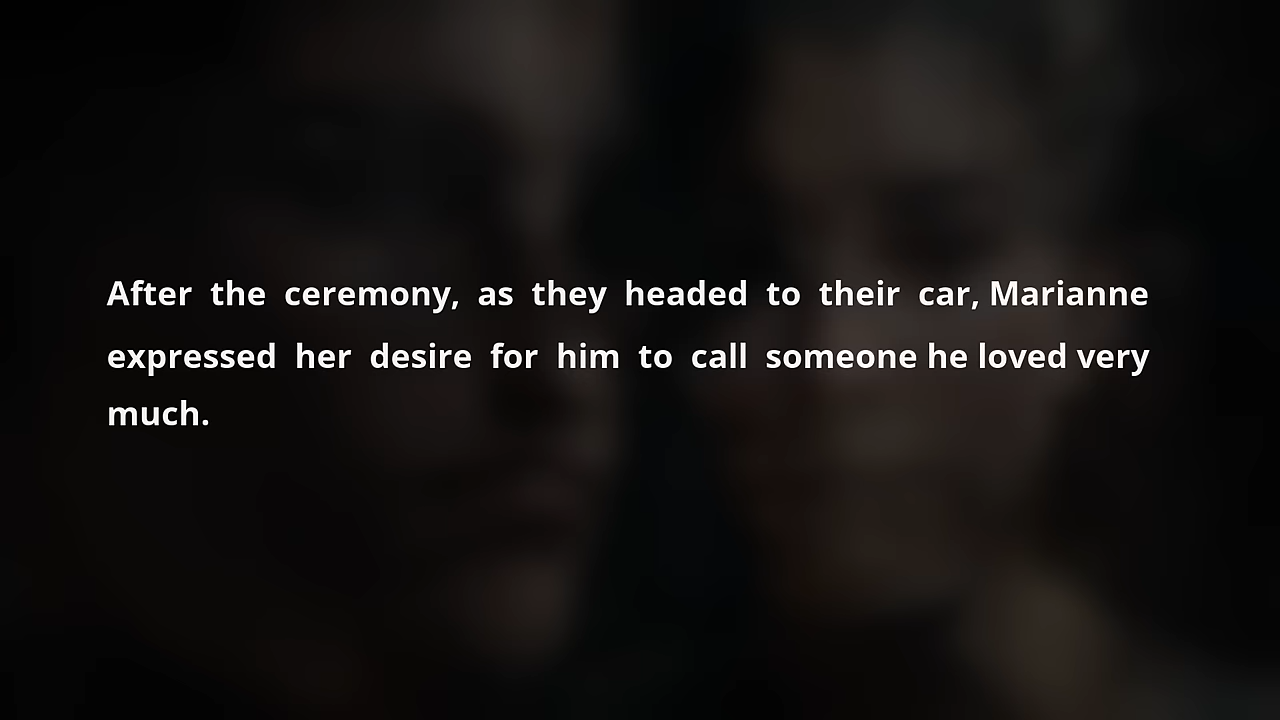 After the ceremony, as they headed to their car, Marianne
expressed her desire for him to call someone he loved very
much.